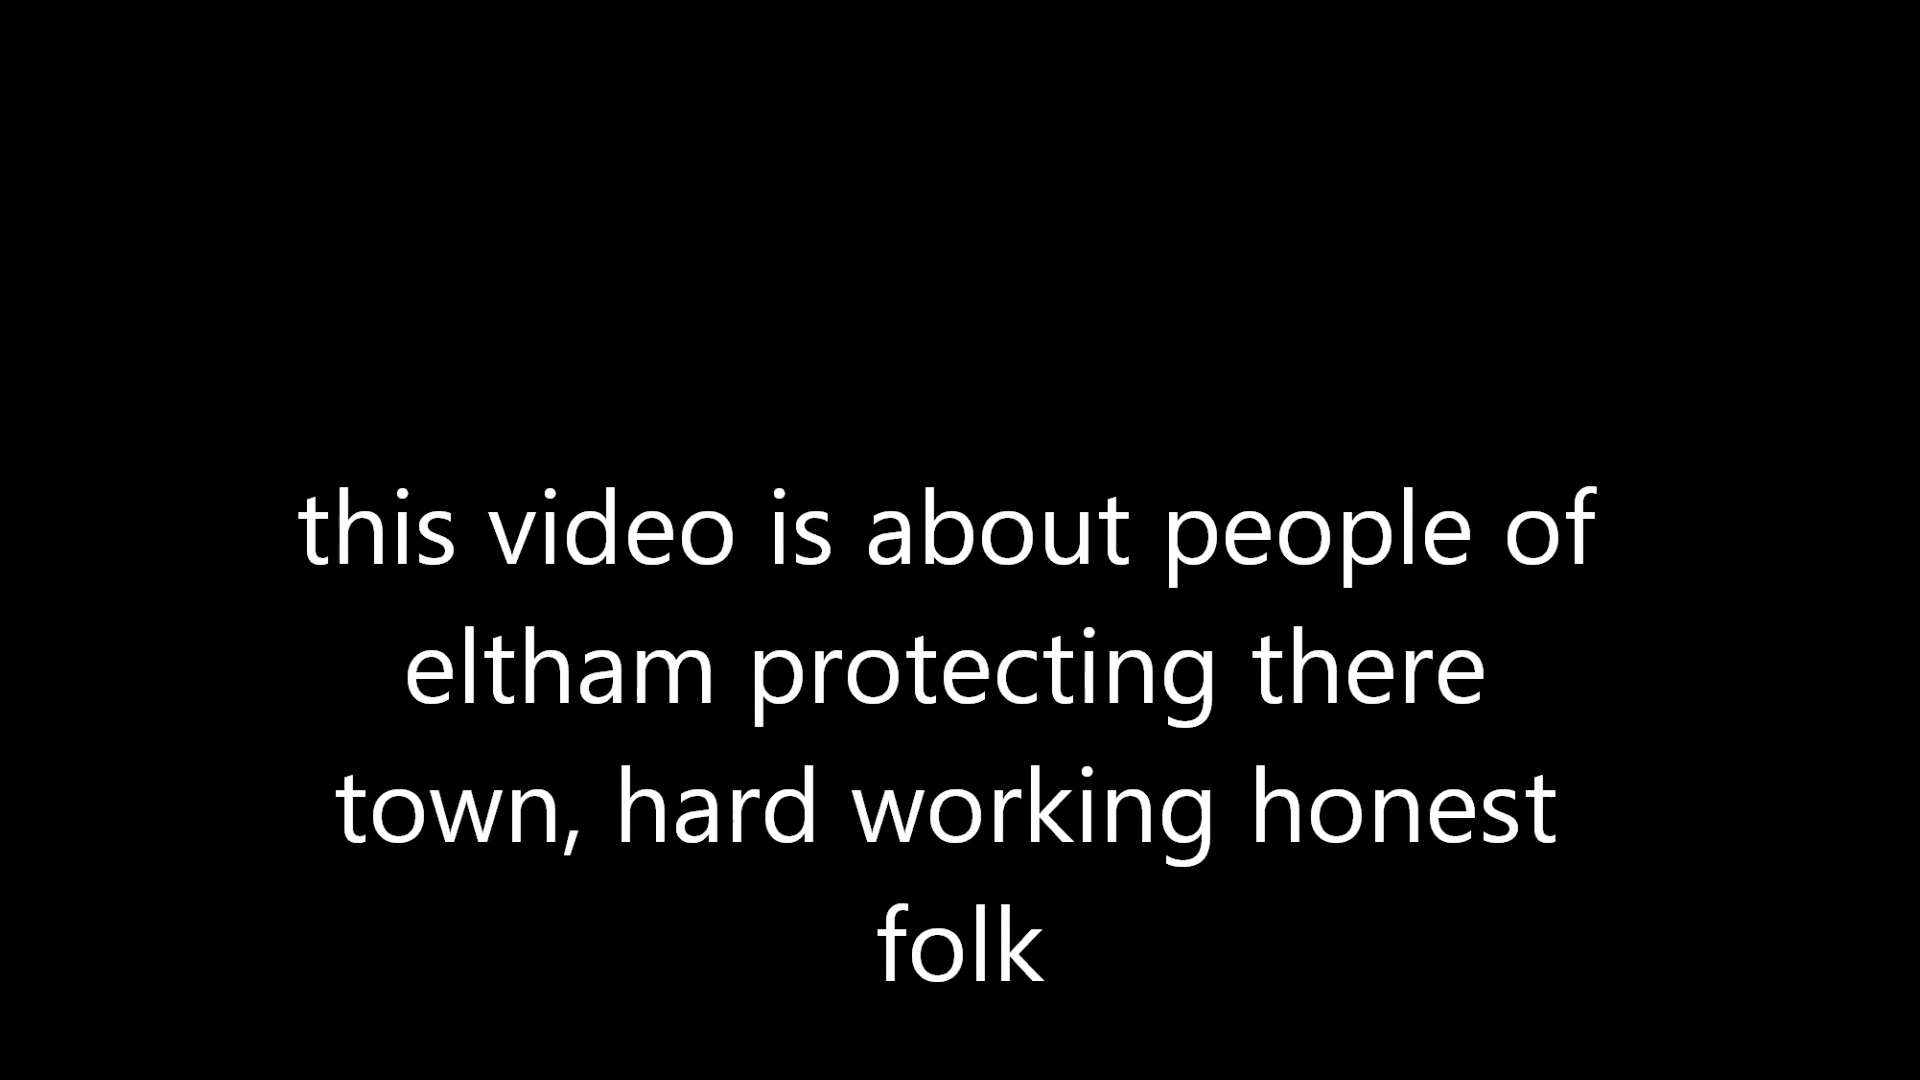 this video is about people of
eltham protecting there
town, hard working honest
folk